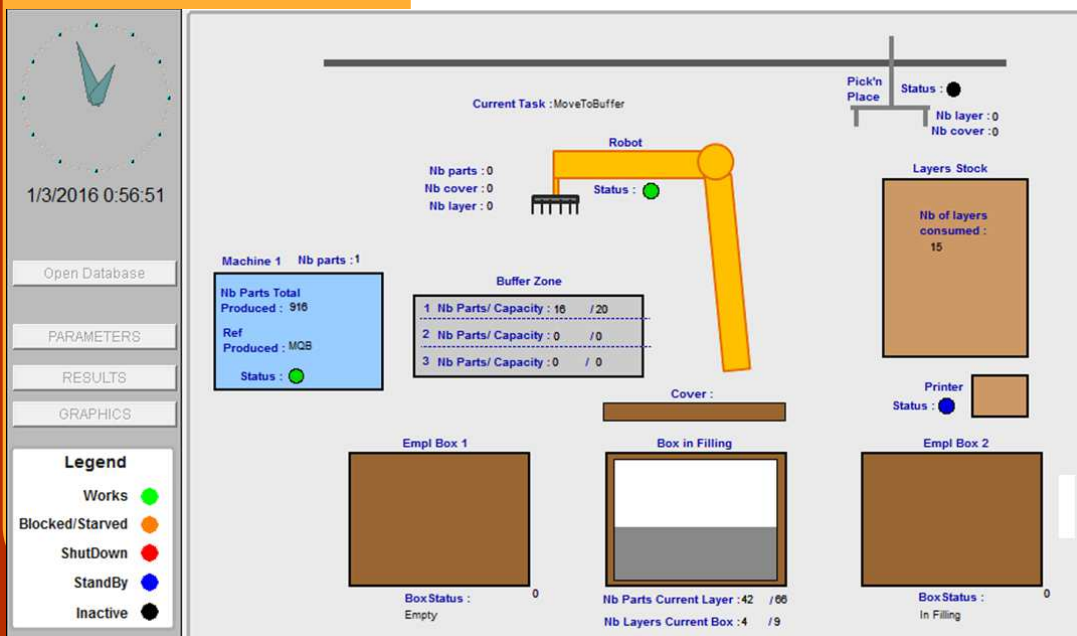 1/3/2016 0:56:51
Open Database
PARAMETERS
RESULTS
GRAPHICS
Legend
Works
Blocked/Starved
ShutDown
StandBy
Inactive
Current Task : MoveToBuffer
Pick'n
Place
Status :
Nb layer : 0
Nb cover : 0
Robot
Nb parts : 0
Nb cover : 0
Nb layer : 0
Status :
Layers Stock
Nb of layers
consumed :
15
Machine 1 Nb parts : 1
Nb Parts Total
Produced : 916
Ref
Produced : MQB
Status :
Buffer Zone
1 Nb Parts/ Capacity : 16 / 20
2 Nb Parts/ Capacity : 0 / 0
3 Nb Parts/ Capacity : 0 / 0
Printer
Status :
Cover :
Empl Box 1
Box in Filling
Empl Box 2
BoxStatus : 0
Empty
Nb Parts Current Layer : 42 / 66
Nb Layers Current Box : 4 / 9
BoxStatus : 0
In Filling